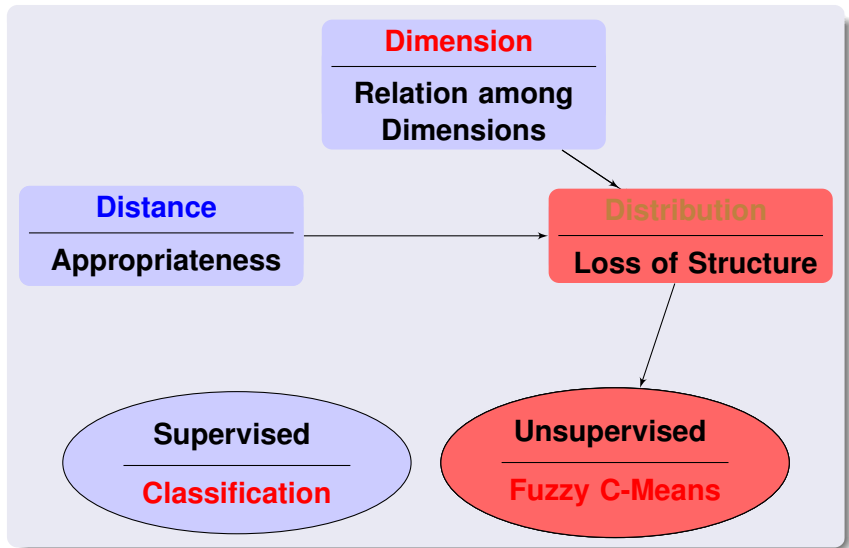 Dimension
Relation among
Dimensions
Distance
Appropriateness
Distribution
Loss of Structure
Supervised
Classification
Unsupervised
Fuzzy C-Means